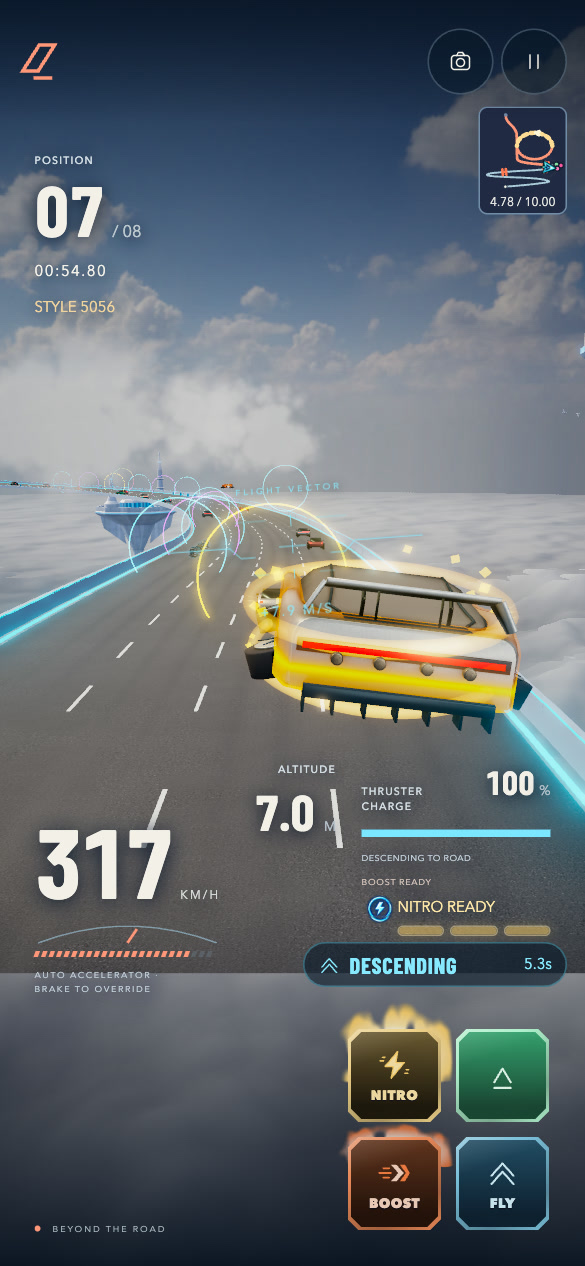 POSITION
07 / 08
00:54.80
STYLE 5056
4.78 / 10.00
FLIGHT VECTOR
7.9 M/S
ALTITUDE
7.0 M
THRUSTER
CHARGE
100 %
DESCENDING TO ROAD
BOOST READY
NITRO READY
317 KM/H
AUTO ACCELERATOR ·
BRAKE TO OVERRIDE
DESCENDING 5.3s
NITRO
BOOST
FLY
BEYOND THE ROAD